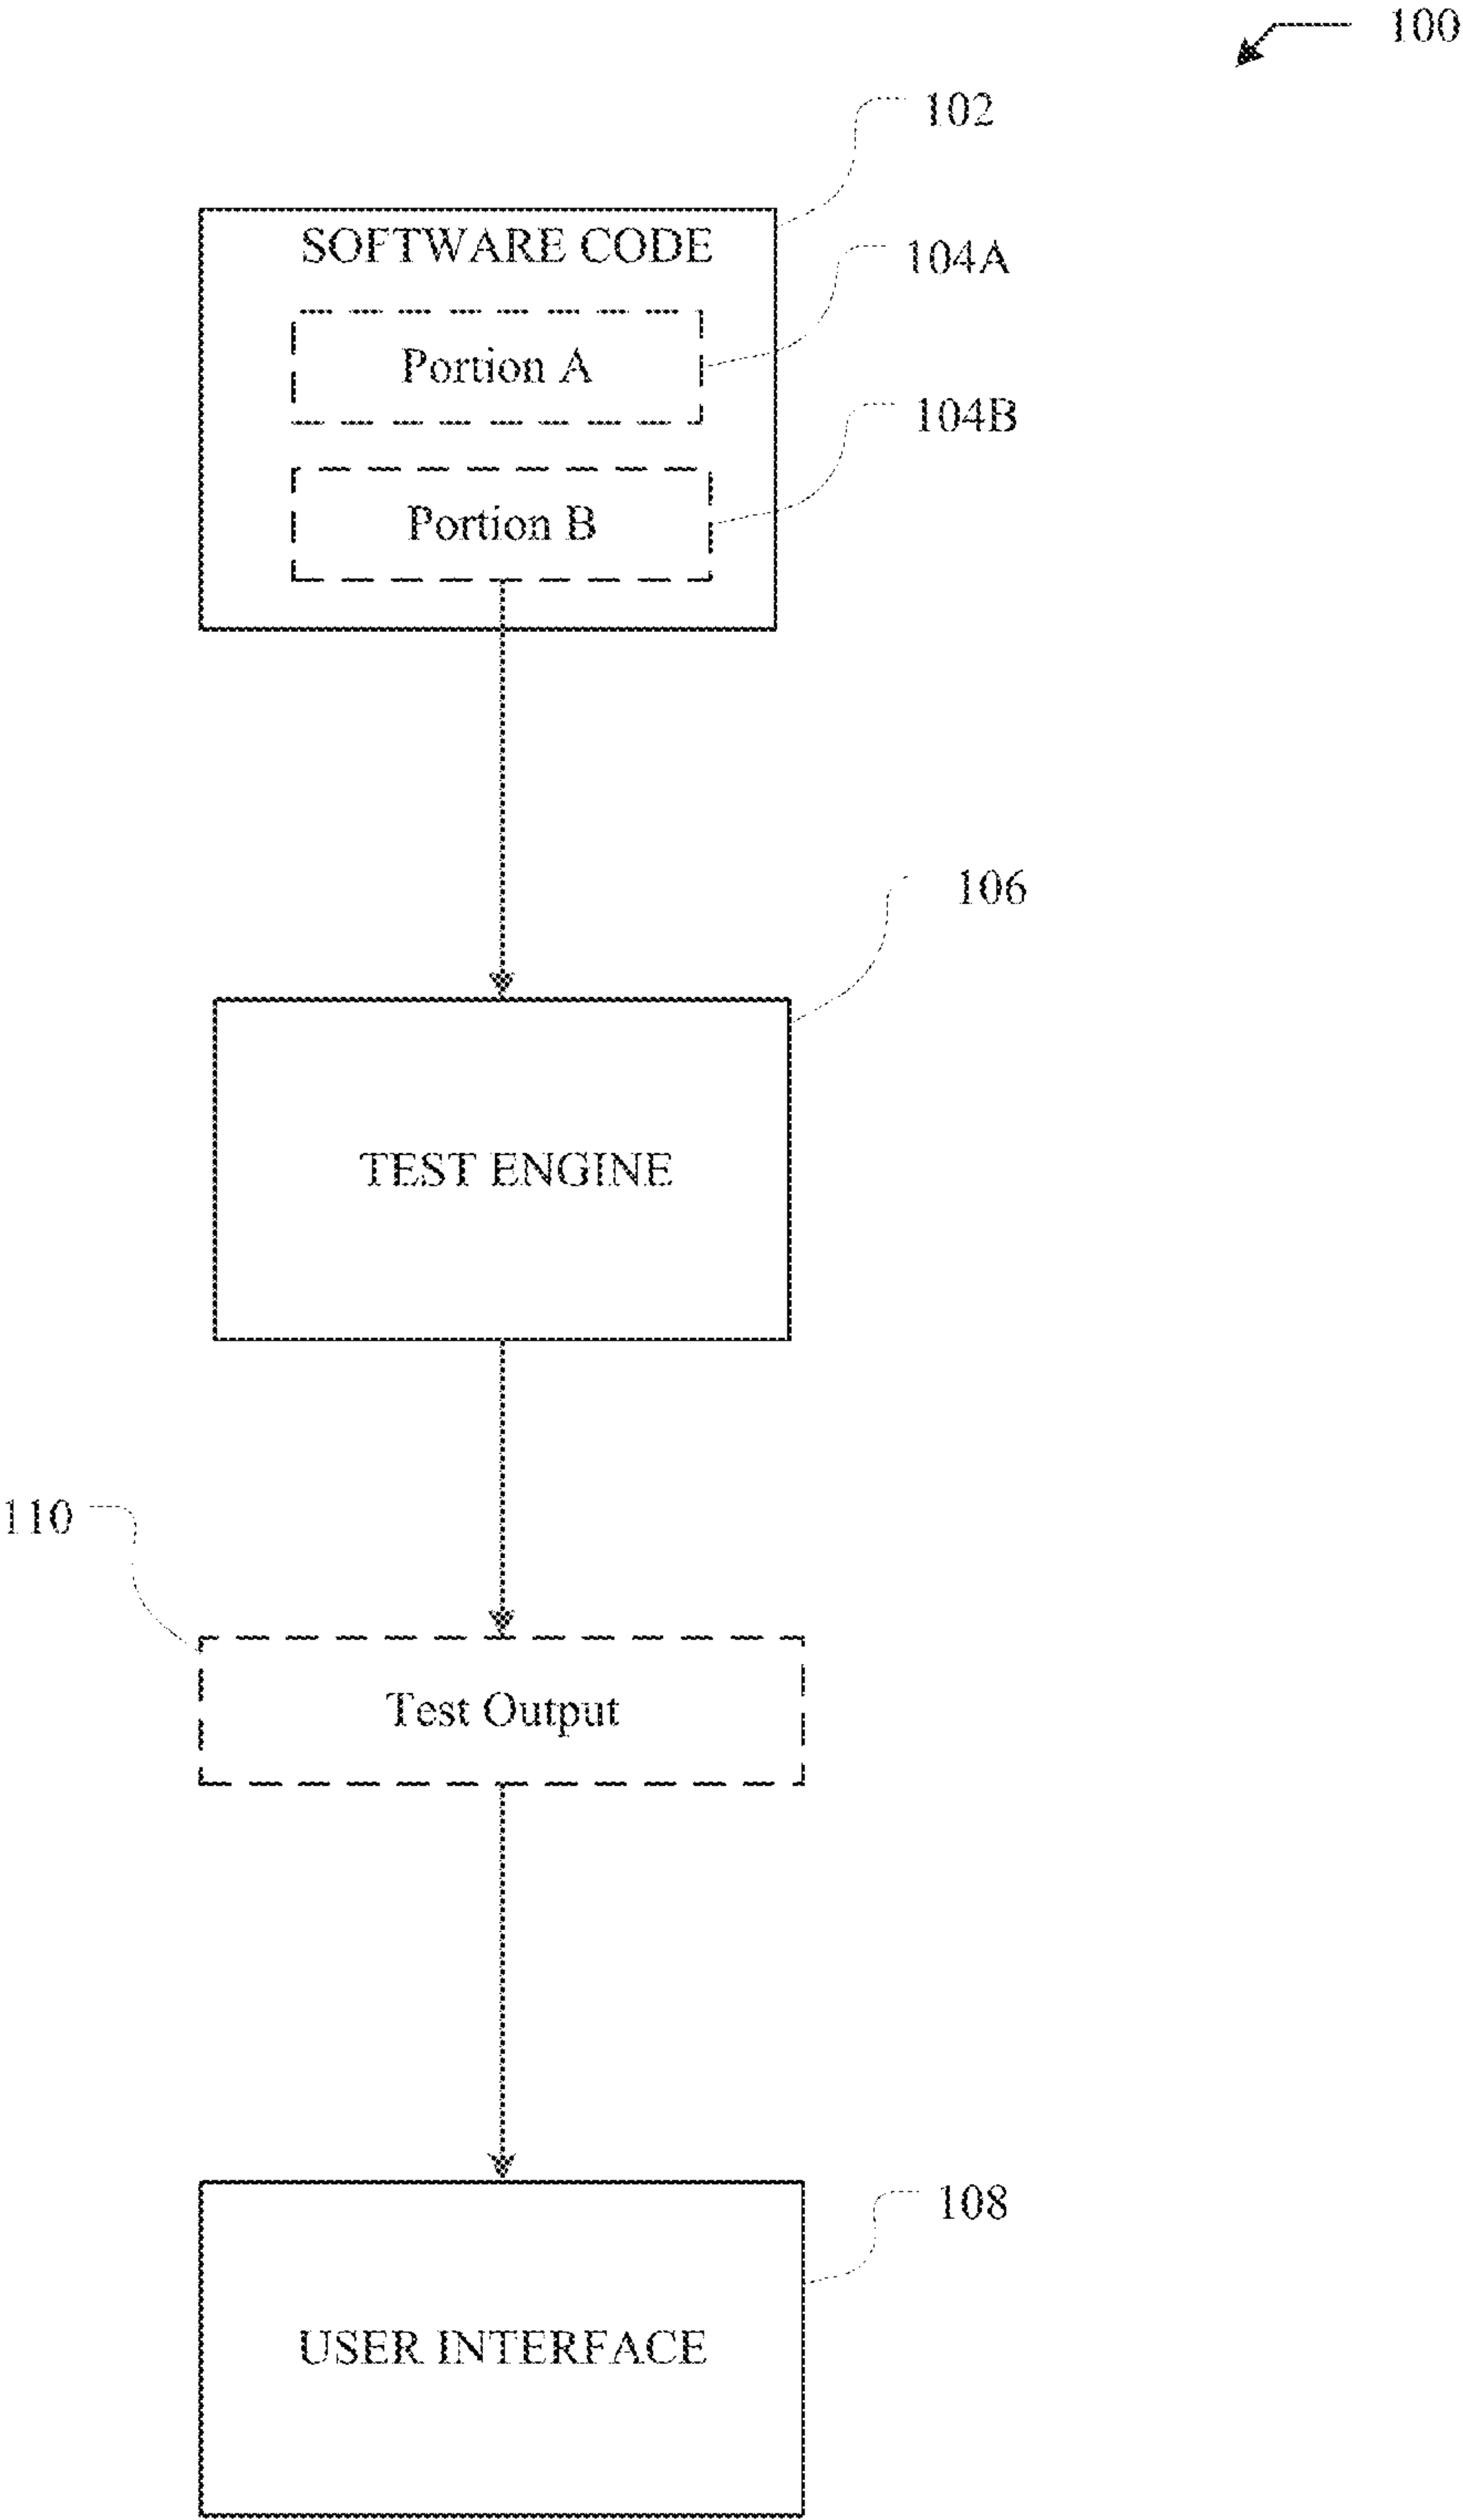 100
102
SOFTWARE CODE
104A
Portion A
104B
Portion B
106
TEST ENGINE
110
Test Output
108
USER INTERFACE